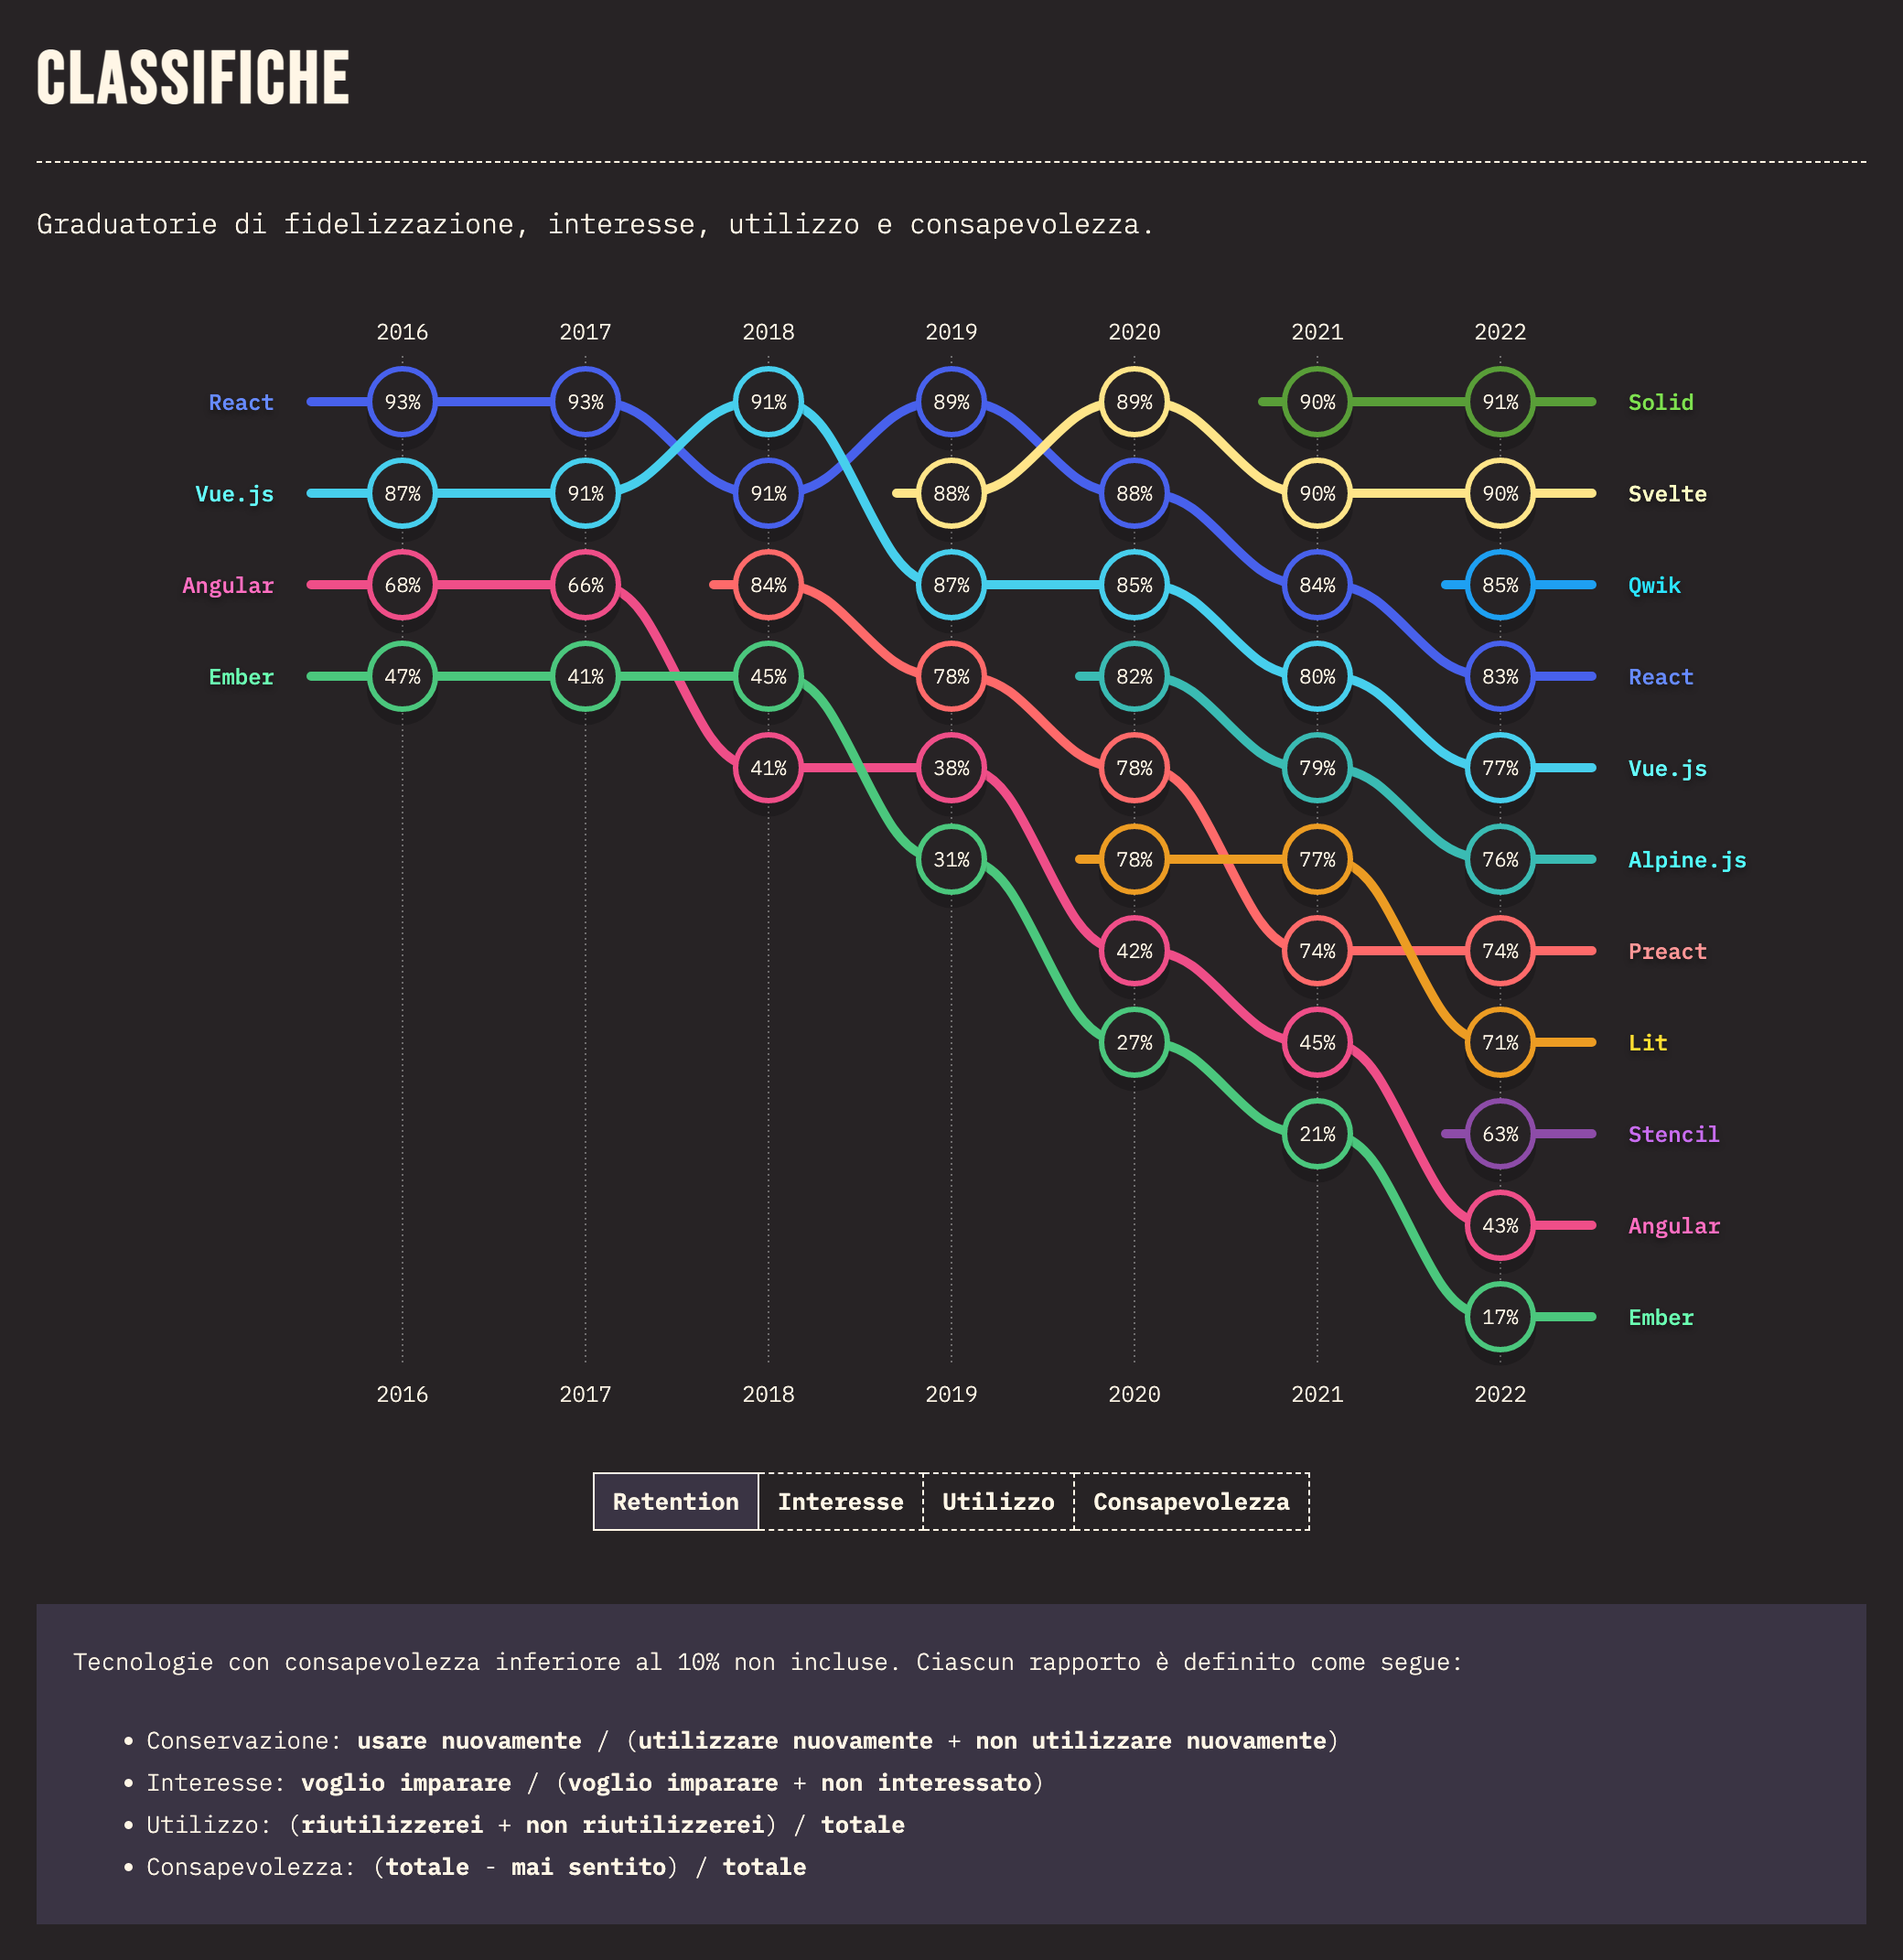 CLASSIFICHE
Graduatorie di fidelizzazione, interesse, utilizzo e consapevolezza.
2016 2017 2018 2019 2020 2021 2022
React 93% 93% 91% 89% 89% 90% 91% Solid
Vue.js 87% 91% 91% 88% 88% 90% 90% Svelte
Angular 68% 66% 84% 87% 85% 84% 85% Qwik
Ember 47% 41% 45% 78% 82% 80% 83% React
41% 38% 78% 79% 77% Vue.js
31% 78% 77% 76% Alpine.js
42% 74% 74% Preact
27% 45% 71% Lit
21% 63% Stencil
43% Angular
17% Ember
2016 2017 2018 2019 2020 2021 2022
Retention Interesse Utilizzo Consapevolezza
Tecnologie con consapevolezza inferiore al 10% non incluse. Ciascun rapporto è definito come segue:
• Conservazione: usare nuovamente / (utilizzare nuovamente + non utilizzare nuovamente)
• Interesse: voglio imparare / (voglio imparare + non interessato)
• Utilizzo: (riutilizzerei + non riutilizzerei) / totale
• Consapevolezza: (totale - mai sentito) / totale